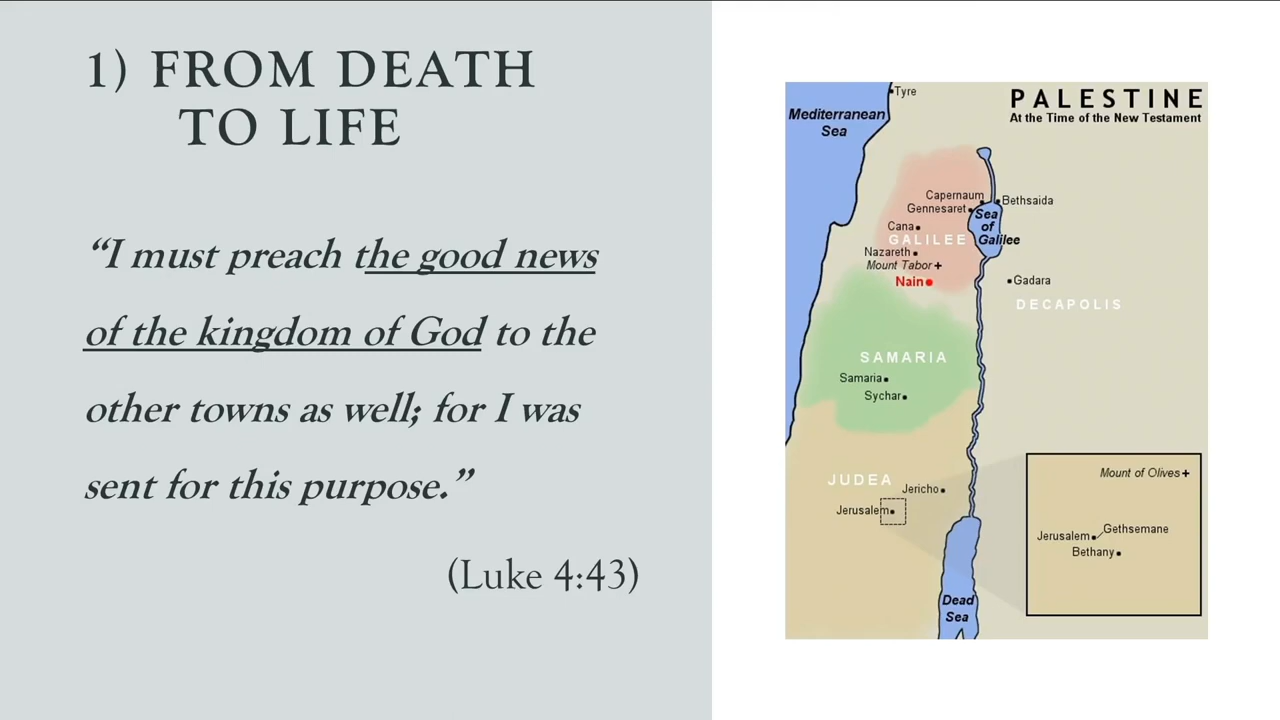 1) FROM DEATH
TO LIFE
“I must preach the good news
of the kingdom of God to the
other towns as well; for I was
sent for this purpose.”
(Luke 4:43)
PALESTINE
At the Time of the New Testament
Tyre
Mediterranean
Sea
Capernaum
Bethsaida
Gennesaret
Sea
of
Galilee
Cana
GALILEE
Nazareth
Mount Tabor
Nain
Gadara
DECAPOLIS
SAMARIA
Samaria
Sychar
JUDEA
Jericho
Jerusalem
Mount of Olives
Gethsemane
Jerusalem
Bethany
Dead
Sea